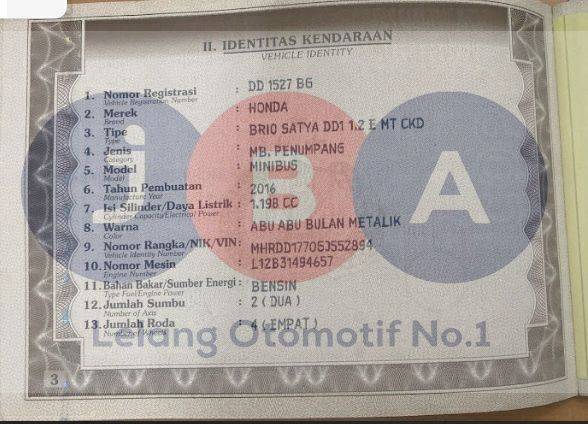 II. IDENTITAS KENDARAAN
VEHICLE IDENTITY
1. Nomor Registrasi : DD 1527 BG
Vehicle Registration Number
2. Merek : HONDA
Brand
3. Tipe : BRIO SATYA DD1 1.2 E MT CKD
Type
4. Jenis : MB. PENUMPANG
Category
5. Model : MINIBUS
Model
6. Tahun Pembuatan : 2016
Manufacture Year
7. Isi Silinder/Daya Listrik : 1.198 CC
Cylinder Capacity/Electrical Power
8. Warna : ABU ABU BULAN METALIK
Color
9. Nomor Rangka/NIK/VIN : MHRDD1770GJ552894
Vehicle Identity Number
10. Nomor Mesin : L12B31494657
Engine Number
11. Bahan Bakar/Sumber Energi : BENSIN
Type Fuel/Engine Power
12. Jumlah Sumbu : 2 ( DUA )
Number of Axis
13. Jumlah Roda : 4 ( EMPAT )
Number of Wheels
jBA
Lelang Otomotif No.1
3